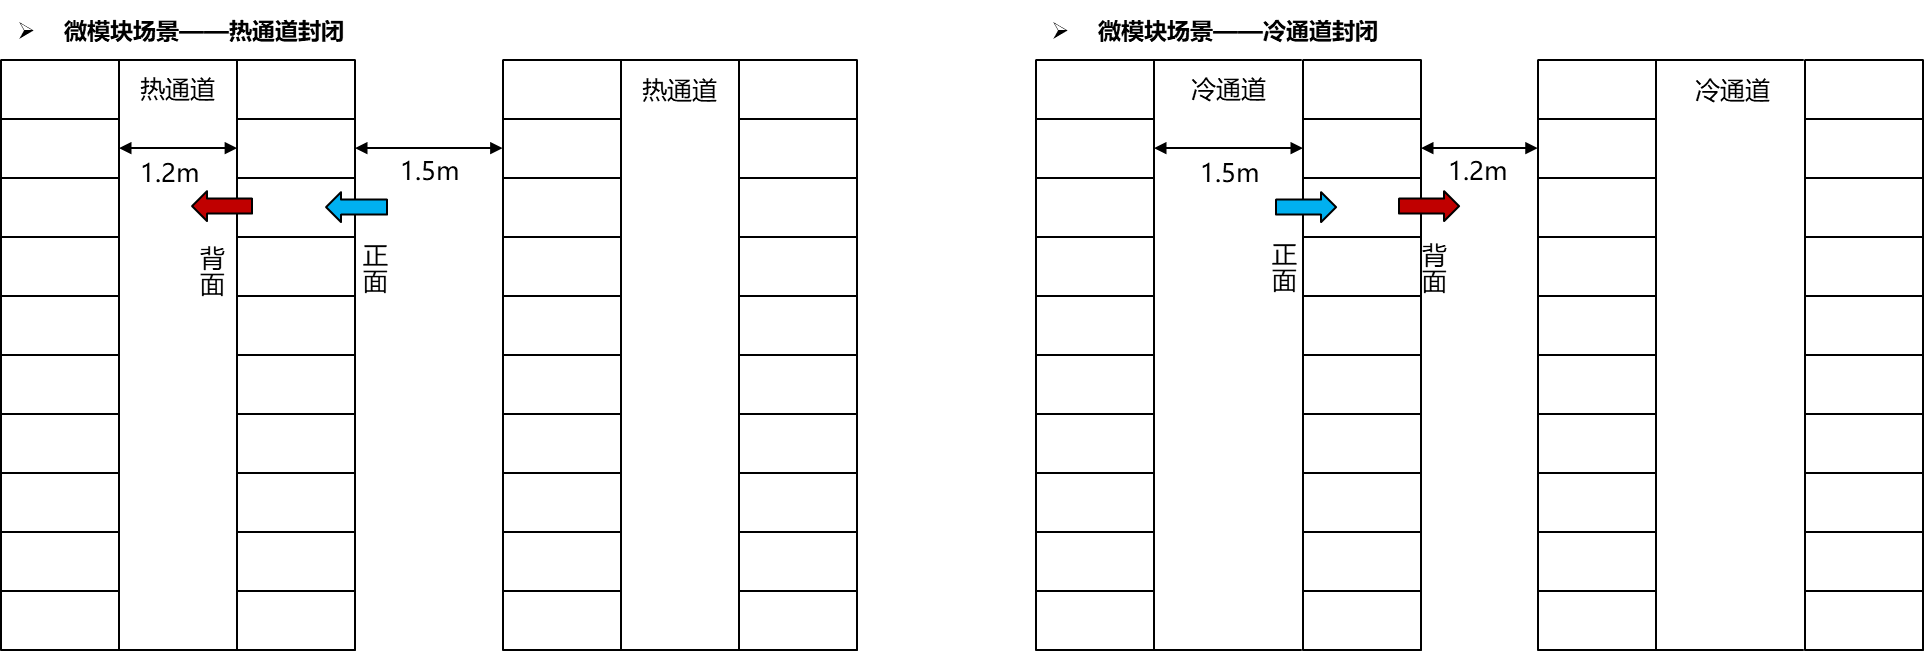 ➢ 微模块场景——热通道封闭
热通道
热通道
1.2m
1.5m
背面
正面
➢ 微模块场景——冷通道封闭
冷通道
冷通道
1.5m
1.2m
正面
背面